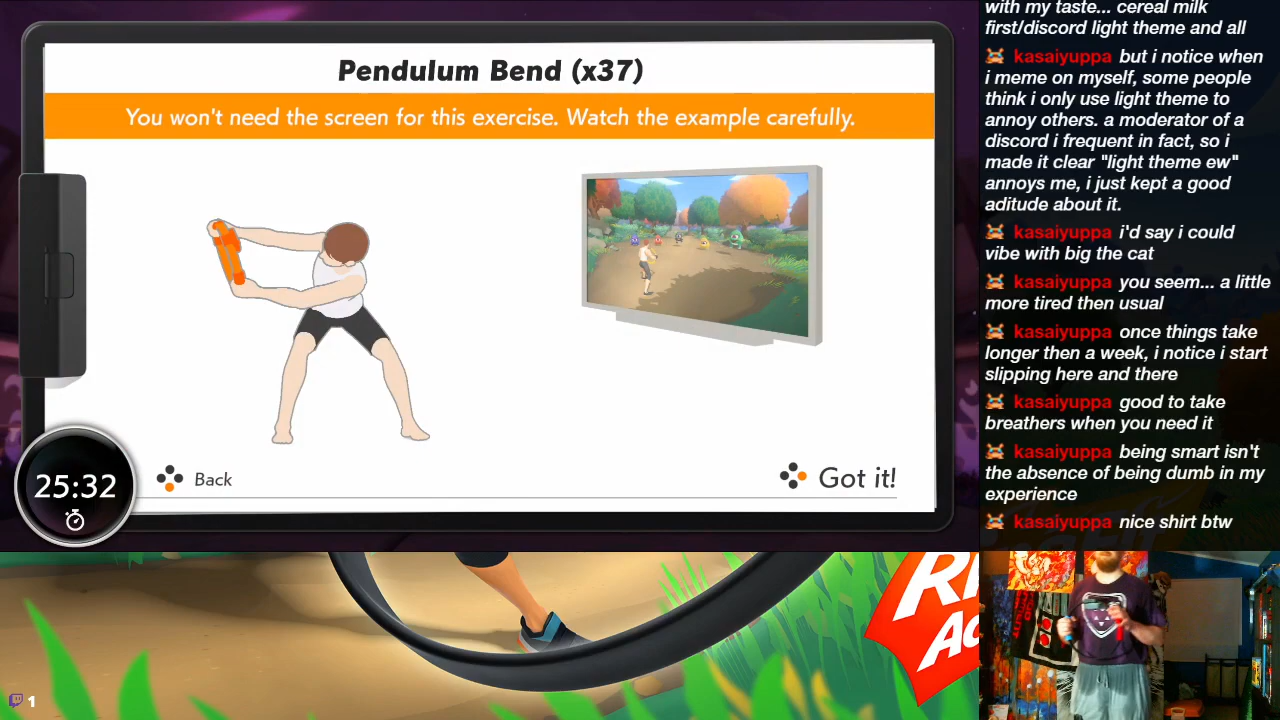 Pendulum Bend (x37)
You won't need the screen for this exercise. Watch the example carefully.
Back
Got it!
25:32
1
with my taste... cereal milk
first/discord light theme and all
kasaiyuppa but i notice when
i meme on myself, some people
think i only use light theme to
annoy others. a moderator of a
discord i frequent in fact, so i
made it clear "light theme ew"
annoys me, i just kept a good
aditude about it.
kasaiyuppa i'd say i could
vibe with big the cat
kasaiyuppa you seem... a little
more tired then usual
kasaiyuppa once things take
longer then a week, i notice i start
slipping here and there
kasaiyuppa good to take
breathers when you need it
kasaiyuppa being smart isn't
the absence of being dumb in my
experience
kasaiyuppa nice shirt btw